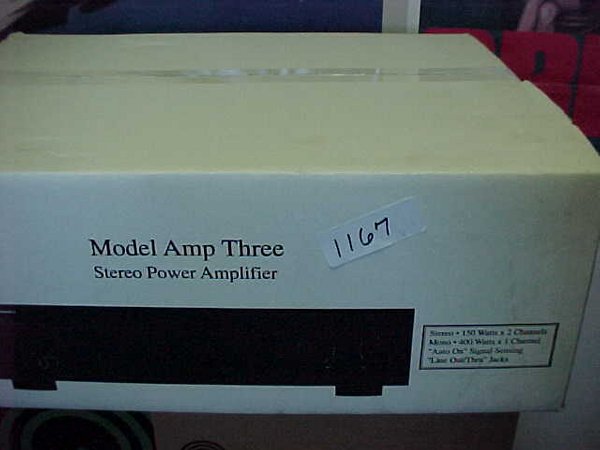 Model Amp Three
Stereo Power Amplifier
1167
Stereo • 150 Watts x 2 Channels
Mono • 400 Watts x 1 Channel
"Auto On" Signal-Sensing
"Line Out/Thru" Jacks